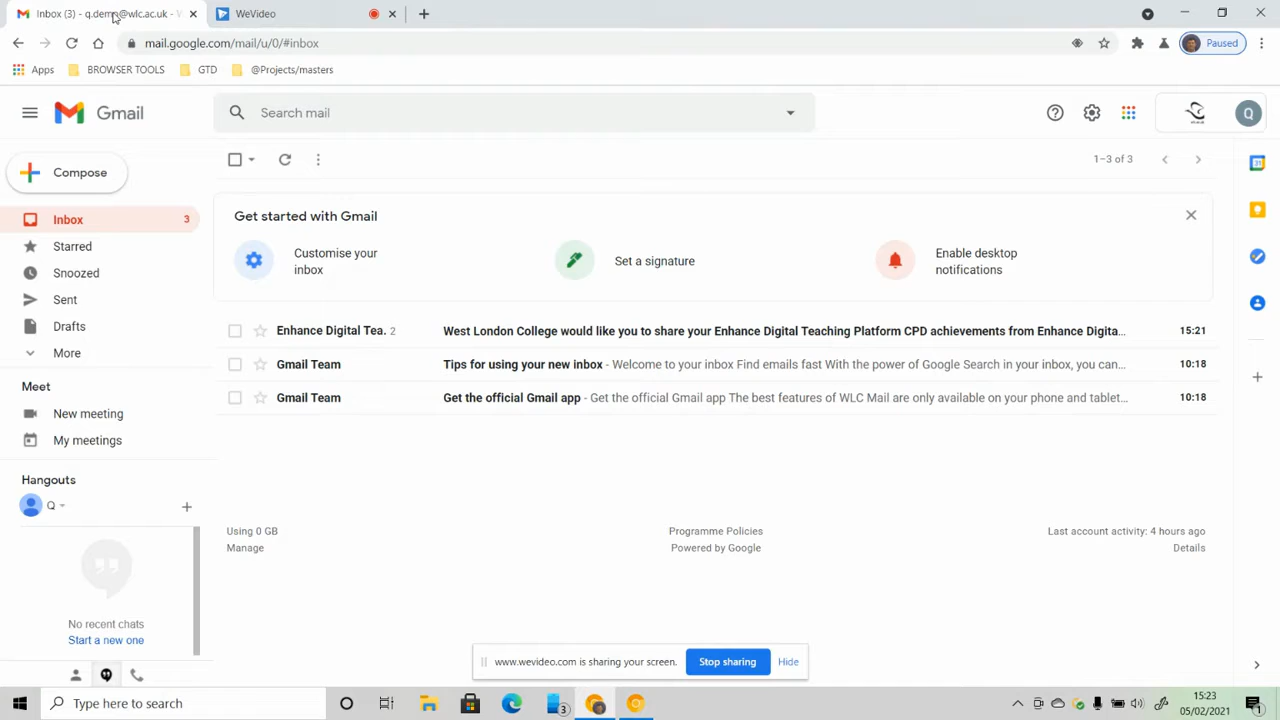 Inbox (3) - q.demo@wlc.ac.uk - W
WeVideo
mail.google.com/mail/u/0/#inbox
Paused
Apps
BROWSER TOOLS
GTD
@Projects/masters
Gmail
Search mail
Q
Compose
1–3 of 3
Get started with Gmail
Customise your
inbox
Set a signature
Enable desktop
notifications
Inbox 3
Starred
Snoozed
Sent
Drafts
More
Enhance Digital Tea. 2 West London College would like you to share your Enhance Digital Teaching Platform CPD achievements from Enhance Digita... 15:21
Gmail Team Tips for using your new inbox - Welcome to your inbox Find emails fast With the power of Google Search in your inbox, you can... 10:18
Gmail Team Get the official Gmail app - Get the official Gmail app The best features of WLC Mail are only available on your phone and tablet... 10:18
Meet
New meeting
My meetings
Hangouts
Q
No recent chats
Start a new one
Using 0 GB
Manage
Programme Policies
Powered by Google
Last account activity: 4 hours ago
Details
www.wevideo.com is sharing your screen. Stop sharing Hide
Type here to search
3
15:23
05/02/2021
1